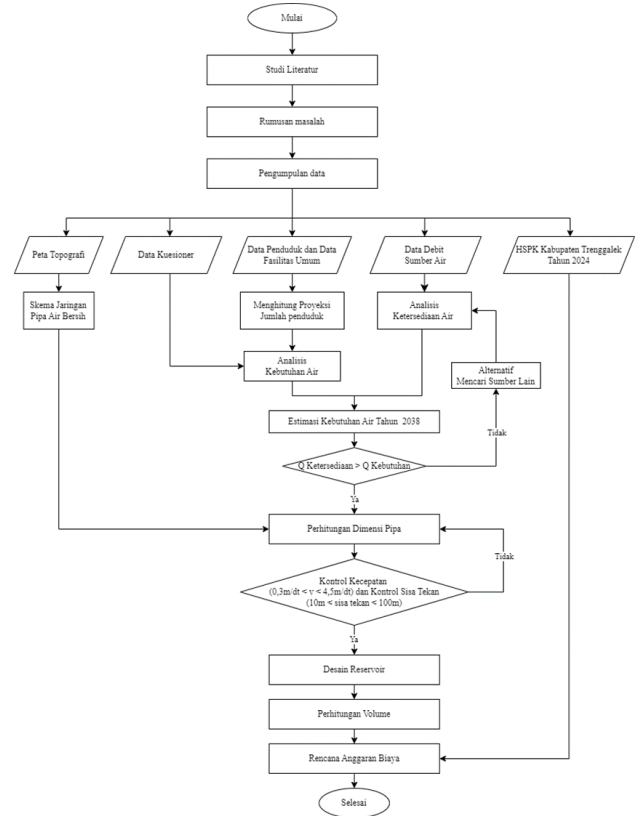 Mulai
Studi Literatur
Rumusan masalah
Pengumpulan data
Peta Topografi
Data Kuesioner
Data Penduduk dan Data
Fasilitas Umum
Data Debit
Sumber Air
HSPK Kabupaten Trenggalek
Tahun 2024
Skema Jaringan
Pipa Air Bersih
Menghitung Proyeksi
Jumlah penduduk
Analisis
Ketersediaan Air
Analisis
Kebutuhan Air
Alternatif
Mencari Sumber Lain
Estimasi Kebutuhan Air Tahun 2038
Tidak
Q Ketersediaan > Q Kebutuhan
Ya
Perhitungan Dimensi Pipa
Tidak
Kontrol Kecepatan
(0,3m/dt < v < 4,5m/dt) dan Kontrol Sisa Tekan
(10m < sisa tekan < 100m)
Ya
Desain Reservoir
Perhitungan Volume
Rencana Anggaran Biaya
Selesai